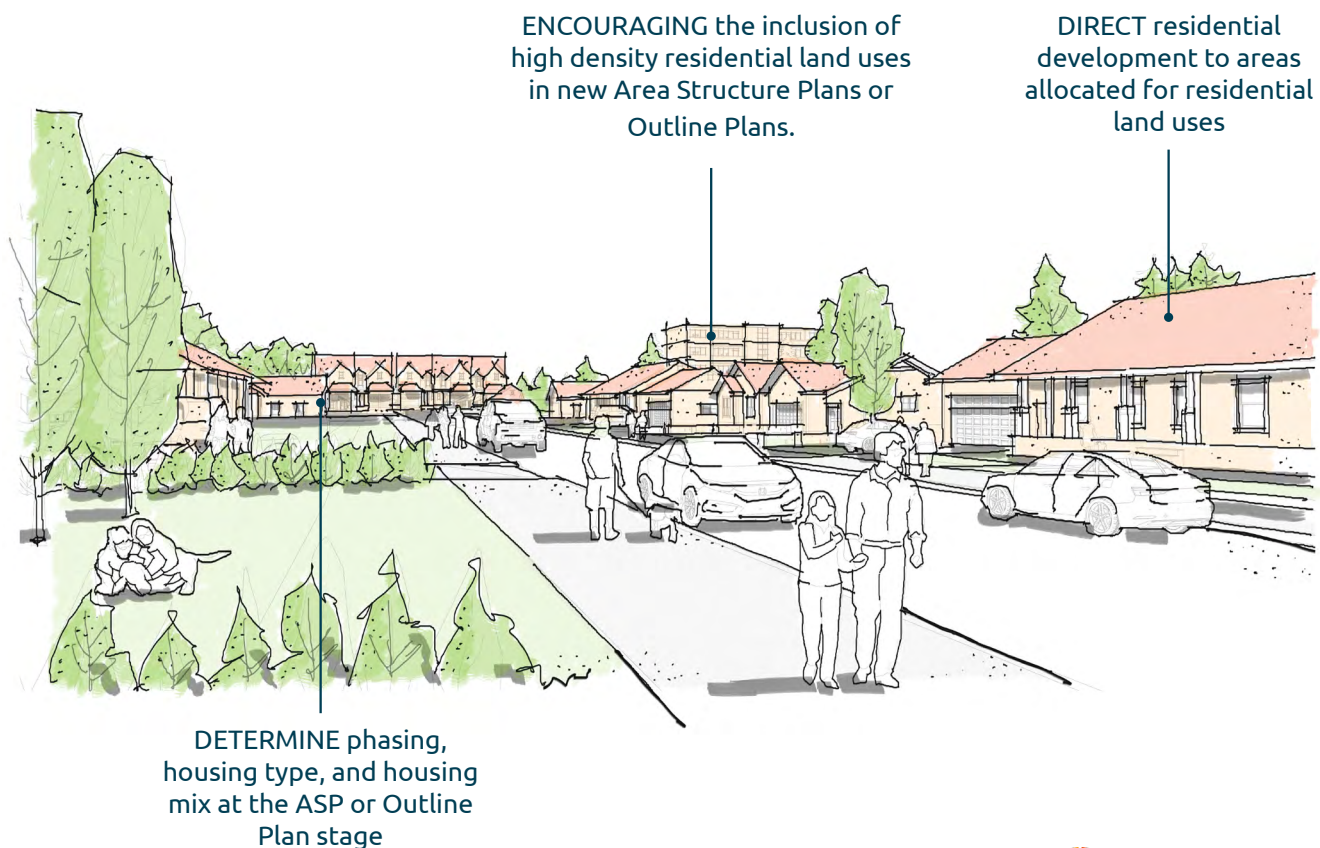 ENCOURAGING the inclusion of
high density residential land uses
in new Area Structure Plans or
Outline Plans.
DIRECT residential
development to areas
allocated for residential
land uses
DETERMINE phasing,
housing type, and housing
mix at the ASP or Outline
Plan stage